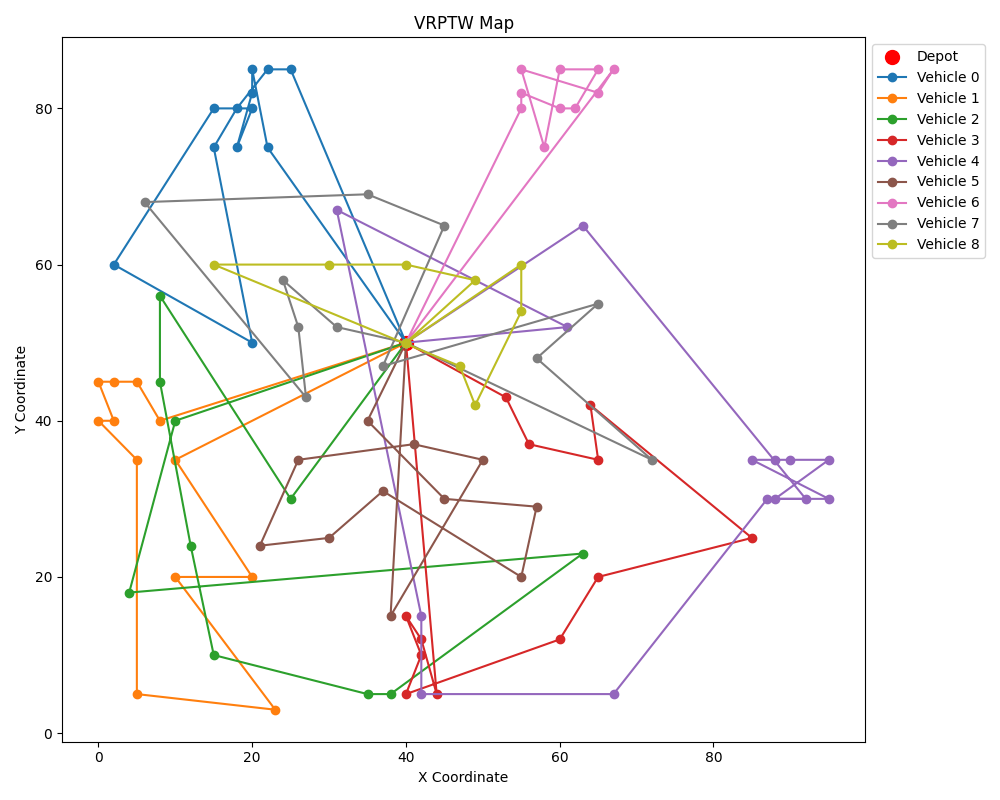 VRPTW Map
Depot
Vehicle 0
Vehicle 1
Vehicle 2
Vehicle 3
Vehicle 4
Vehicle 5
Vehicle 6
Vehicle 7
Vehicle 8
Y Coordinate
80
60
40
20
0
0 20 40 60 80
X Coordinate